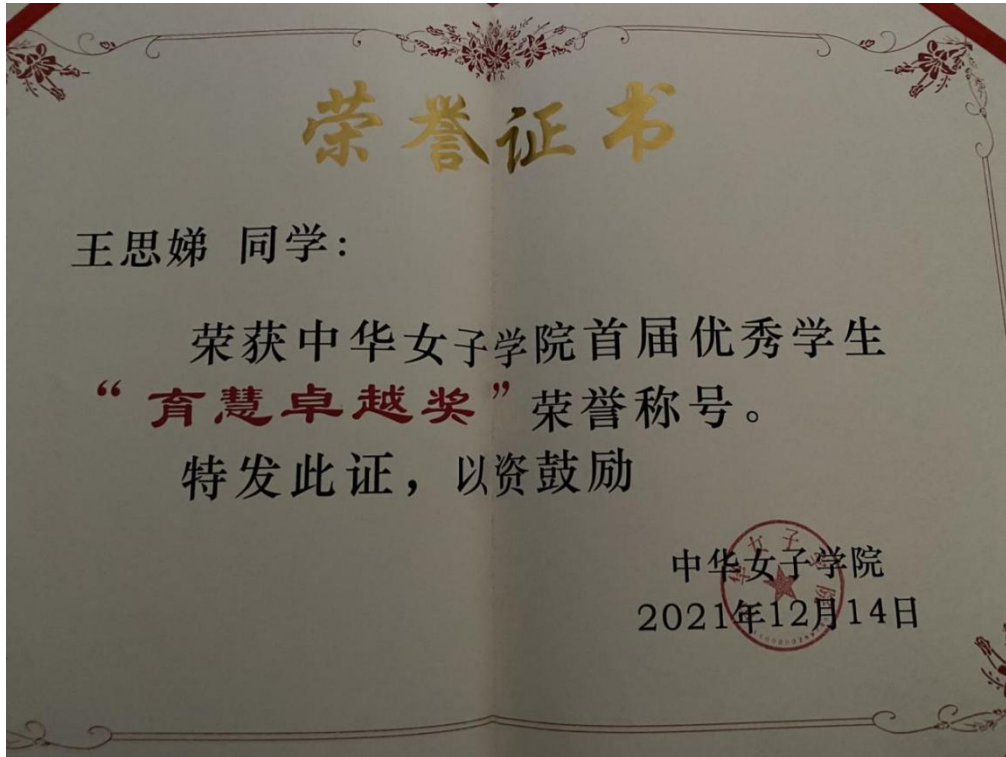 荣誉证书
王思娣 同学:
荣获中华女子学院首届优秀学生
“育慧卓越奖”荣誉称号。
特发此证，以资鼓励
中华女子学院
2021年12月14日